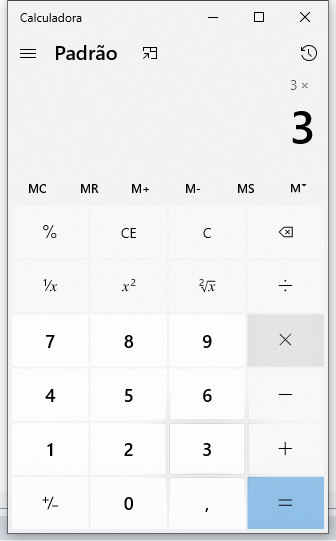 Calculadora
Padrão
3 ×
3
MC MR M+ M- MS M˅
% CE C
¹/x x² ²√x ÷
7 8 9 ×
4 5 6 −
1 2 3 +
+/− 0 , =